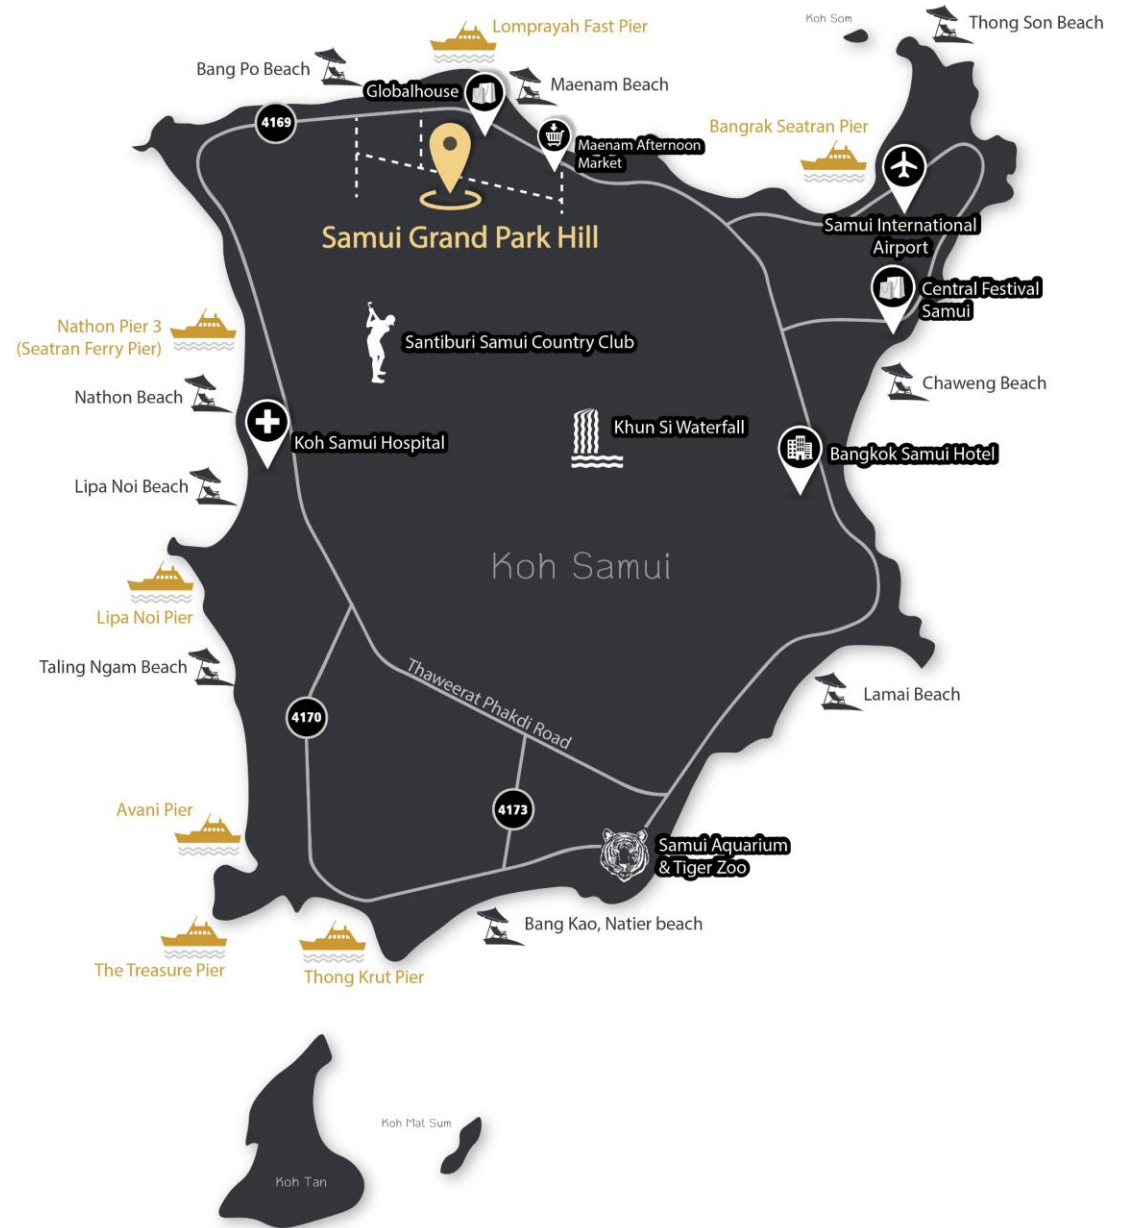 Koh Som
Thong Son Beach
Lomprayah Fast Pier
Bang Po Beach
Globalhouse
Maenam Beach
4169
Bangrak Seatran Pier
Maenam Afternoon
Market
Samui Grand Park Hill
Samui International
Airport
Central Festival
Samui
Nathon Pier 3
(Seatran Ferry Pier)
Santiburi Samui Country Club
Nathon Beach
Chaweng Beach
Koh Samui Hospital
Khun Si Waterfall
Bangkok Samui Hotel
Lipa Noi Beach
Koh Samui
Lipa Noi Pier
Taling Ngam Beach
Thaweerat Phakdi Road
Lamai Beach
4170
Avani Pier
4173
Samui Aquarium
& Tiger Zoo
Bang Kao, Natier beach
The Treasure Pier
Thong Krut Pier
Koh Mat Sum
Koh Tan